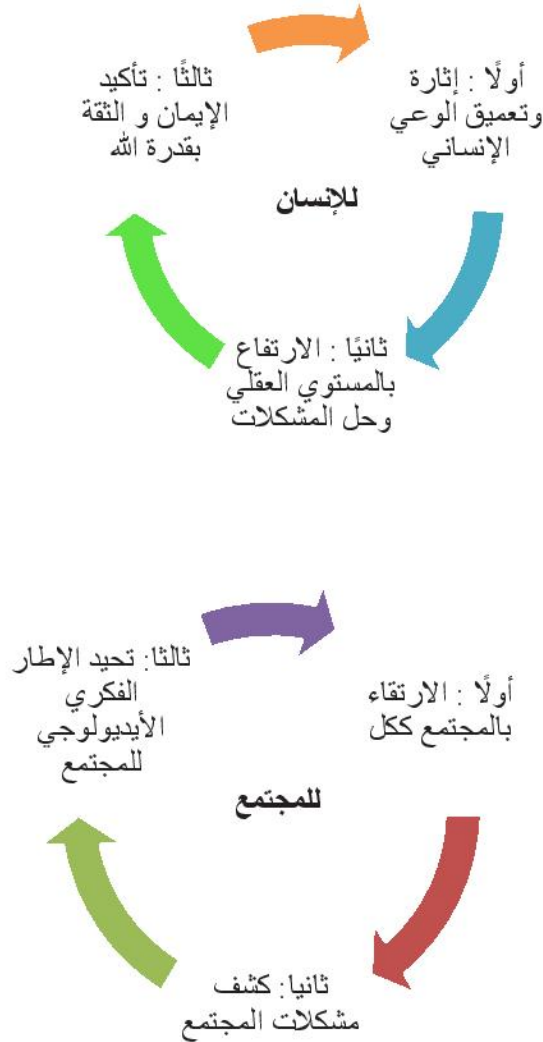 أولًا : إثارة
وتعميق الوعي
الإنساني
ثانيًا : الارتفاع
بالمستوي العقلي
وحل المشكلات
ثالثًا : تأكيد
الإيمان و الثقة
بقدرة الله
للإنسان
أولًا : الارتقاء
بالمجتمع ككل
ثانيا: كشف
مشكلات المجتمع
ثالثا: تحيد الإطار
الفكري
الأيديولوجي
للمجتمع
للمجتمع